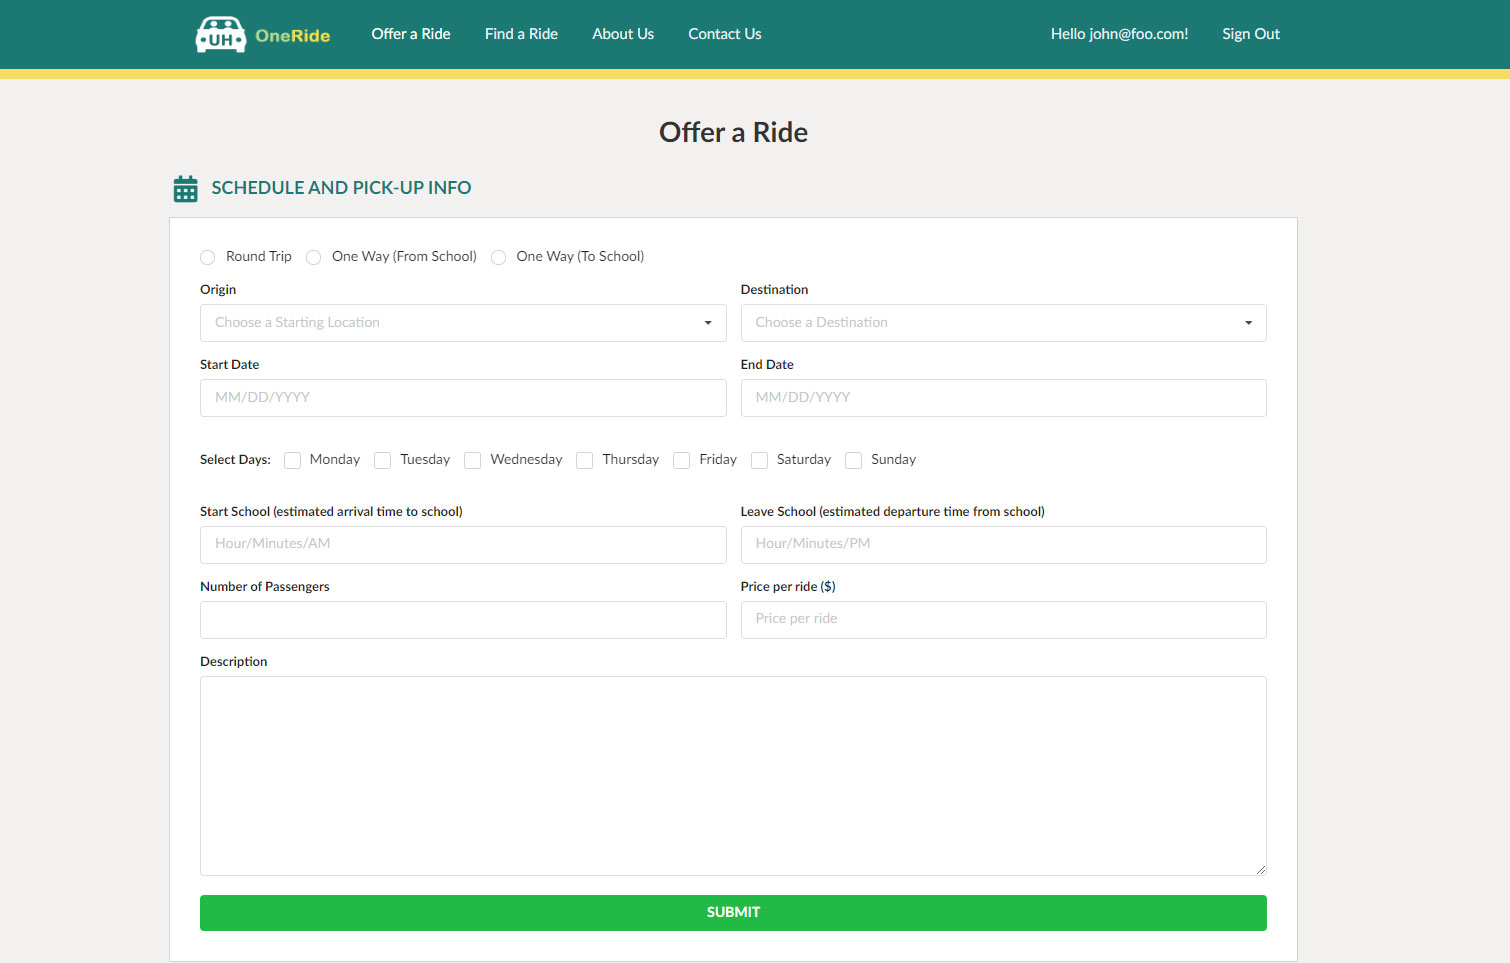 UH OneRide Offer a Ride Find a Ride About Us Contact Us Hello john@foo.com! Sign Out
Offer a Ride
SCHEDULE AND PICK-UP INFO
Round Trip One Way (From School) One Way (To School)
Origin Destination
Choose a Starting Location Choose a Destination
Start Date End Date
MM/DD/YYYY MM/DD/YYYY
Select Days: Monday Tuesday Wednesday Thursday Friday Saturday Sunday
Start School (estimated arrival time to school) Leave School (estimated departure time from school)
Hour/Minutes/AM Hour/Minutes/PM
Number of Passengers Price per ride ($)
Price per ride
Description
SUBMIT